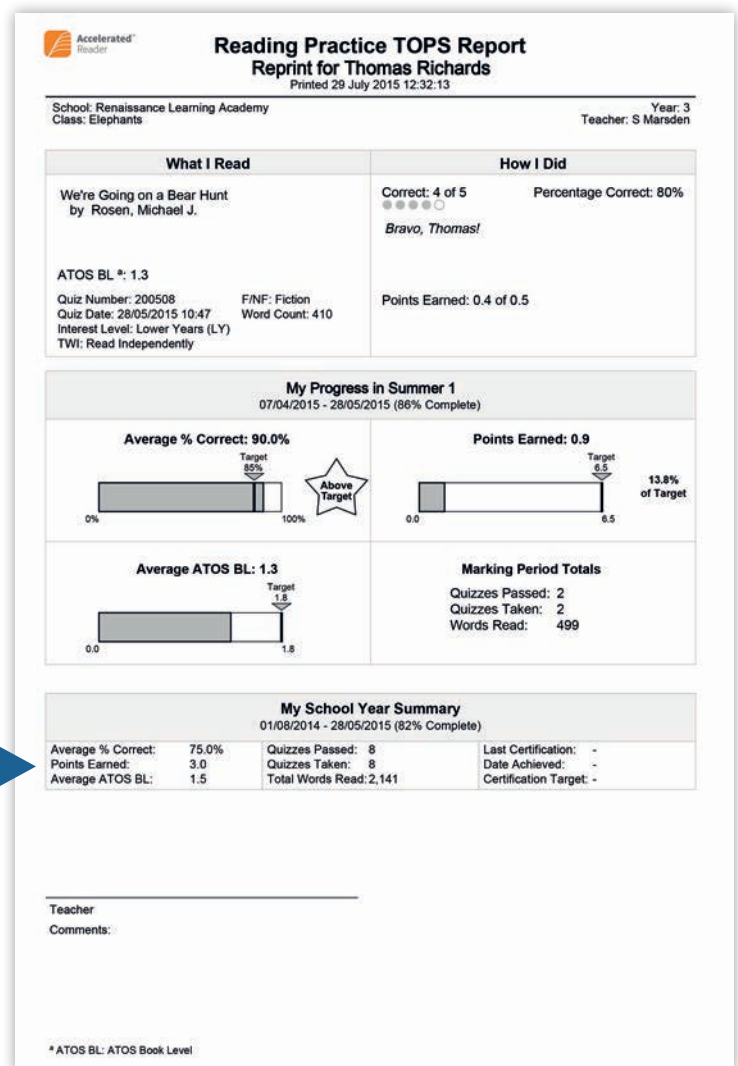 Accelerated™
Reader
Reading Practice TOPS Report
Reprint for Thomas Richards
Printed 29 July 2015 12:32:13
School: Renaissance Learning Academy
Year: 3
Class: Elephants
Teacher: S Marsden
What I Read
We're Going on a Bear Hunt
by Rosen, Michael J.
ATOS BL ª: 1.3
Quiz Number: 200508 F/NF: Fiction
Quiz Date: 28/05/2015 10:47 Word Count: 410
Interest Level: Lower Years (LY)
TWI: Read Independently
How I Did
Correct: 4 of 5 Percentage Correct: 80%
Bravo, Thomas!
Points Earned: 0.4 of 0.5
My Progress in Summer 1
07/04/2015 - 28/05/2015 (86% Complete)
Average % Correct: 90.0%
Target
85%
Above
Target
0% 100%
Points Earned: 0.9
Target
6.5
13.8%
of Target
0.0 6.5
Average ATOS BL: 1.3
Target
1.8
0.0 1.8
Marking Period Totals
Quizzes Passed: 2
Quizzes Taken: 2
Words Read: 499
My School Year Summary
01/08/2014 - 28/05/2015 (82% Complete)
Average % Correct: 75.0% Quizzes Passed: 8 Last Certification: -
Points Earned: 3.0 Quizzes Taken: 8 Date Achieved: -
Average ATOS BL: 1.5 Total Words Read: 2,141 Certification Target: -
Teacher
Comments:
ª ATOS BL: ATOS Book Level